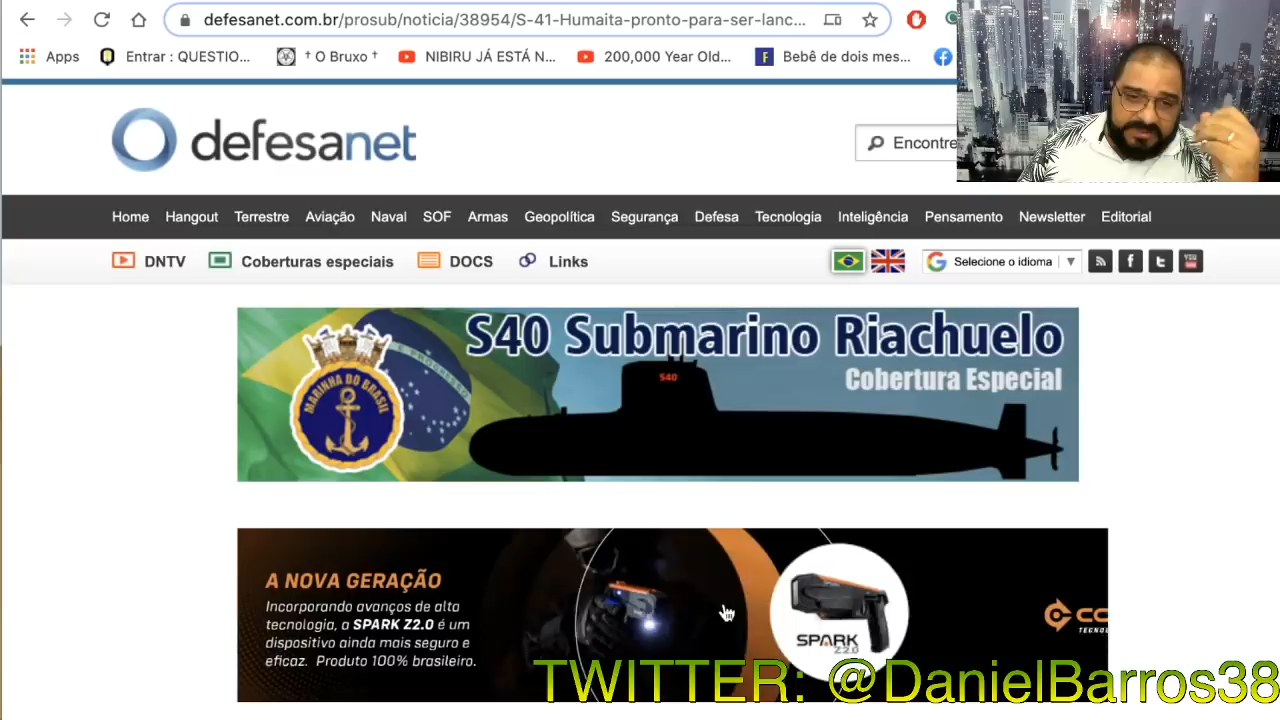 defesanet.com.br/prosub/noticia/38954/S-41-Humaita-pronto-para-ser-lanc...
Apps
Entrar : QUESTIO...
† O Bruxo †
NIBIRU JÁ ESTÁ N...
200,000 Year Old...
Bebê de dois mes...
defesanet
Encontre
Home Hangout Terrestre Aviação Naval SOF Armas Geopolítica Segurança Defesa Tecnologia Inteligência Pensamento Newsletter Editorial
DNTV Coberturas especiais DOCS Links
Selecione o idioma
S40 Submarino Riachuelo
Cobertura Especial
MARINHA DO BRASIL
E PROGRESSO
S40
A NOVA GERAÇÃO
Incorporando avanços de alta
tecnologia, a SPARK Z2.0 é um
dispositivo ainda mais seguro e
eficaz. Produto 100% brasileiro.
SPARK
Z2.0
TWITTER: @DanielBarros38